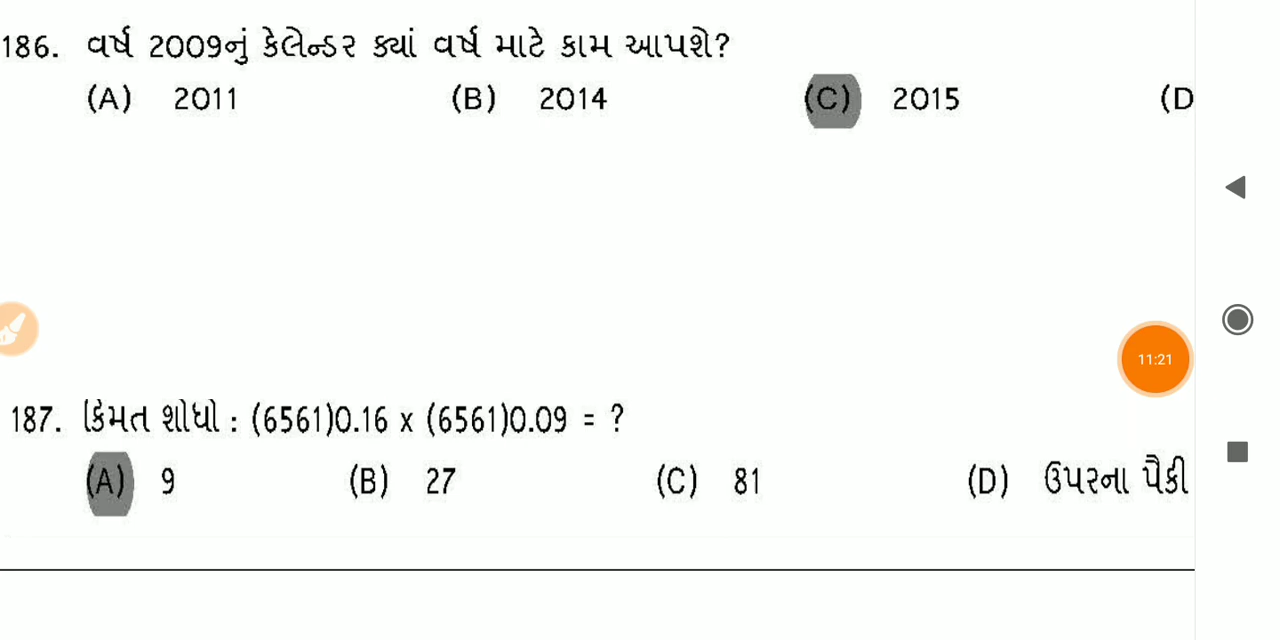 186. વર્ષ 2009નું કેલેન્ડર ક્યાં વર્ષ માટે કામ આપશે?
(A) 2011 (B) 2014 (C) 2015 (D
11:21
187. કિંમત શોધો : (6561)0.16 x (6561)0.09 = ?
(A) 9 (B) 27 (C) 81 (D) ઉપરના પૈકી